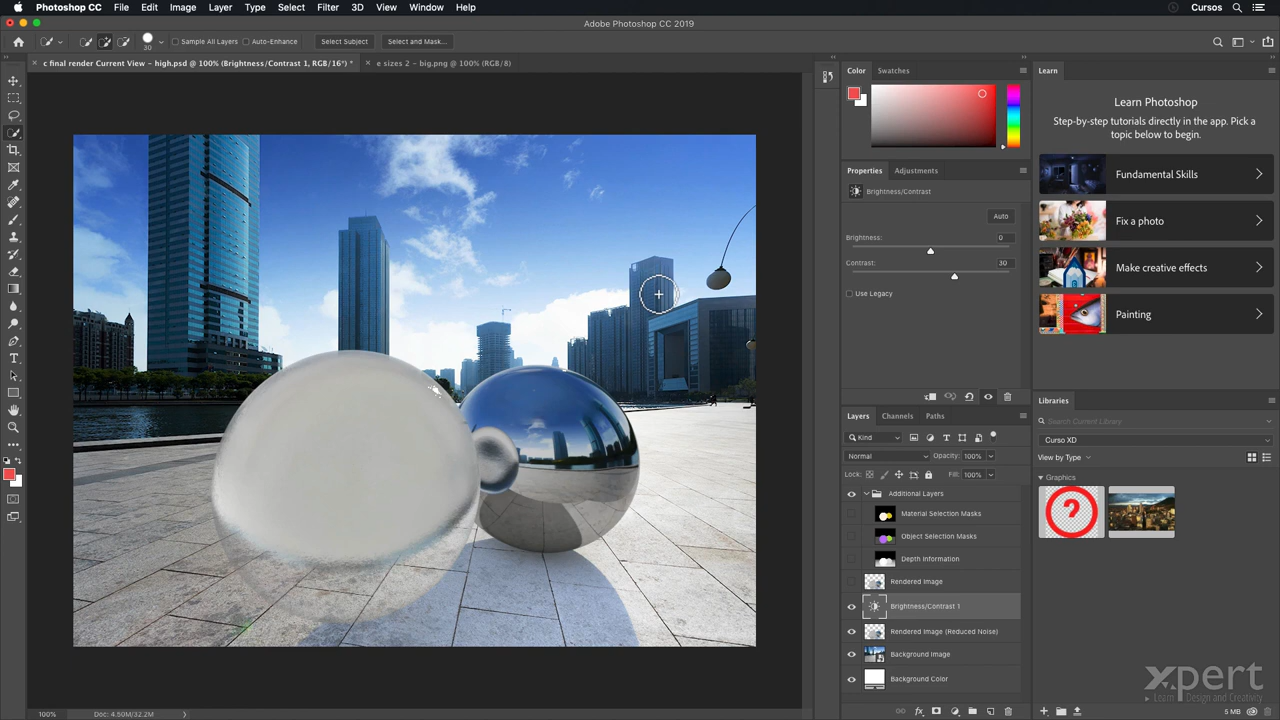 Photoshop CC File Edit Image Layer Type Select Filter 3D View Window Help Cursos
Adobe Photoshop CC 2019
30 Sample All Layers Auto-Enhance Select Subject Select and Mask...
c final render Current View - high.psd @ 100% (Brightness/Contrast 1, RGB/16*) * e sizes 2 - big.png @ 100% (RGB/8)
Color Swatches
Learn
Learn Photoshop
Step-by-step tutorials directly in the app. Pick a
topic below to begin.
Fundamental Skills
Fix a photo
Make creative effects
Painting
Properties Adjustments
Brightness/Contrast
Auto
Brightness: 0
Contrast: 30
Use Legacy
Layers Channels Paths
Kind
Normal Opacity: 100%
Lock: Fill: 100%
Additional Layers
Material Selection Masks
Object Selection Masks
Depth Information
Rendered Image
Brightness/Contrast 1
Rendered Image (Reduced Noise)
Background Image
Background Color
Libraries
Search Current Library
Curso XD
View by Type
Graphics
?
xpert
Learn Design and Creativity
5 MB
100% Doc: 4.50M/32.2M
fx